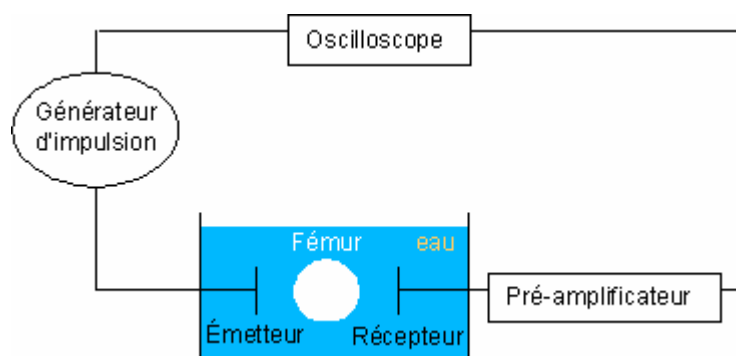 Oscilloscope
Générateur
d'impulsion
Fémur
eau
Émetteur
Récepteur
Pré-amplificateur